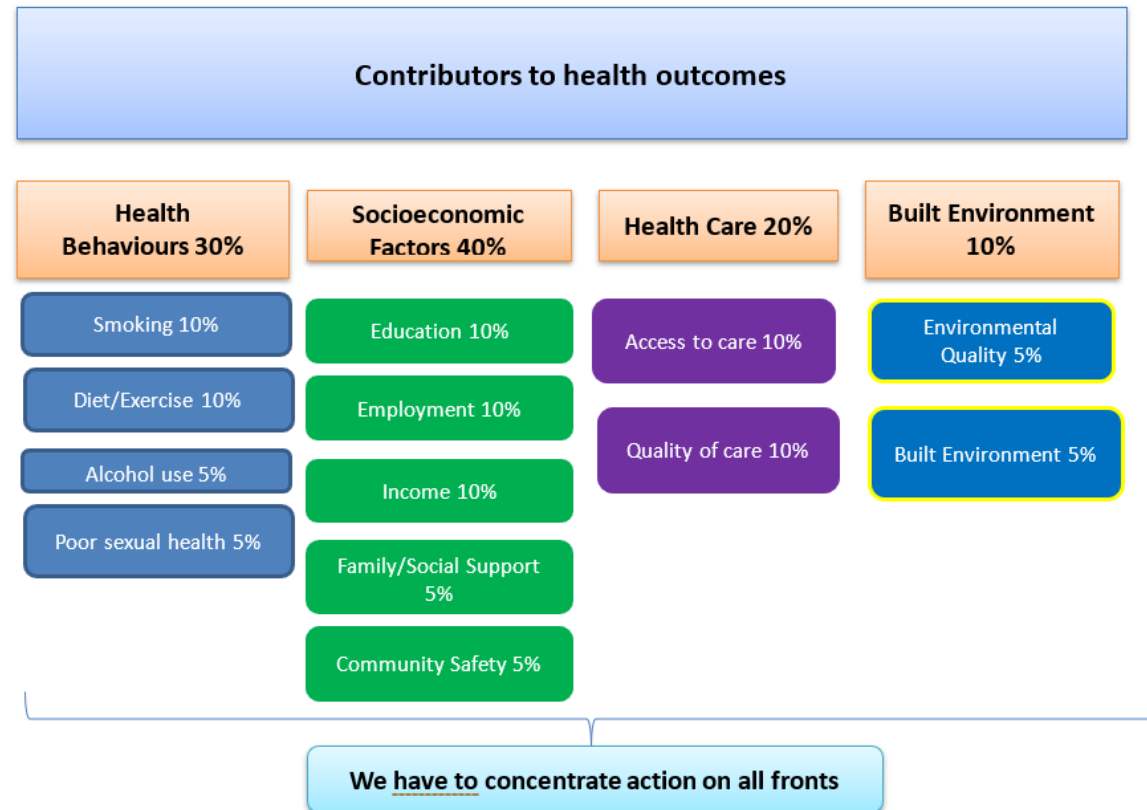 Contributors to health outcomes
Health
Behaviours 30%
Smoking 10%
Diet/Exercise 10%
Alcohol use 5%
Poor sexual health 5%
Socioeconomic
Factors 40%
Education 10%
Employment 10%
Income 10%
Family/Social Support
5%
Community Safety 5%
Health Care 20%
Access to care 10%
Quality of care 10%
Built Environment
10%
Environmental
Quality 5%
Built Environment 5%
We have to concentrate action on all fronts